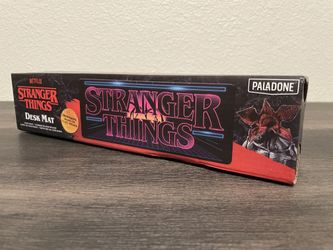 NETFLIX
STRANGER
THINGS
DESK MAT
STRANGER
THINGS
PALADONE